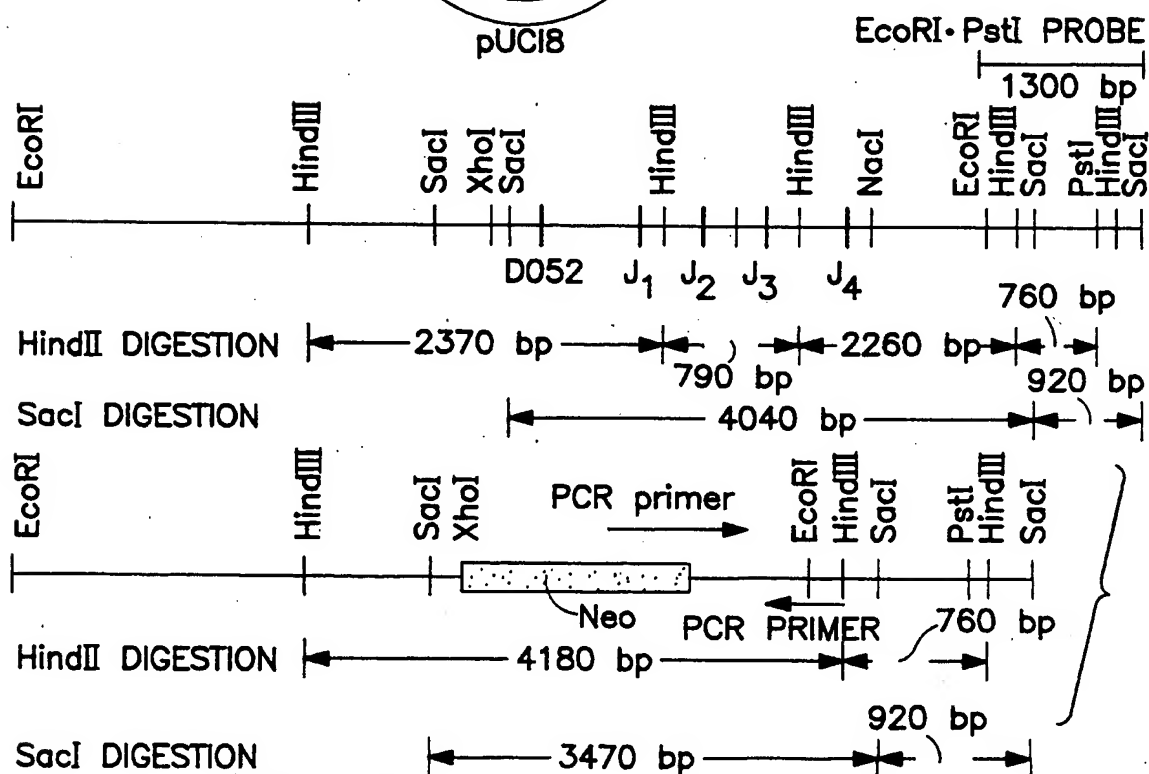 pUC18
EcoRI·PstI PROBE
1300 bp
EcoRI
HindIII
SacI
XhoI
SacI
HindIII
HindIII
NacI
EcoRI
HindIII
SacI
PstI
HindIII
SacI
D052
J1
J2
J3
J4
HindII DIGESTION
2370 bp
790 bp
2260 bp
760 bp
SacI DIGESTION
4040 bp
920 bp
EcoRI
HindIII
SacI
XhoI
PCR primer
EcoRI
HindIII
SacI
PstI
HindIII
SacI
Neo
PCR PRIMER
HindII DIGESTION
4180 bp
760 bp
SacI DIGESTION
3470 bp
920 bp